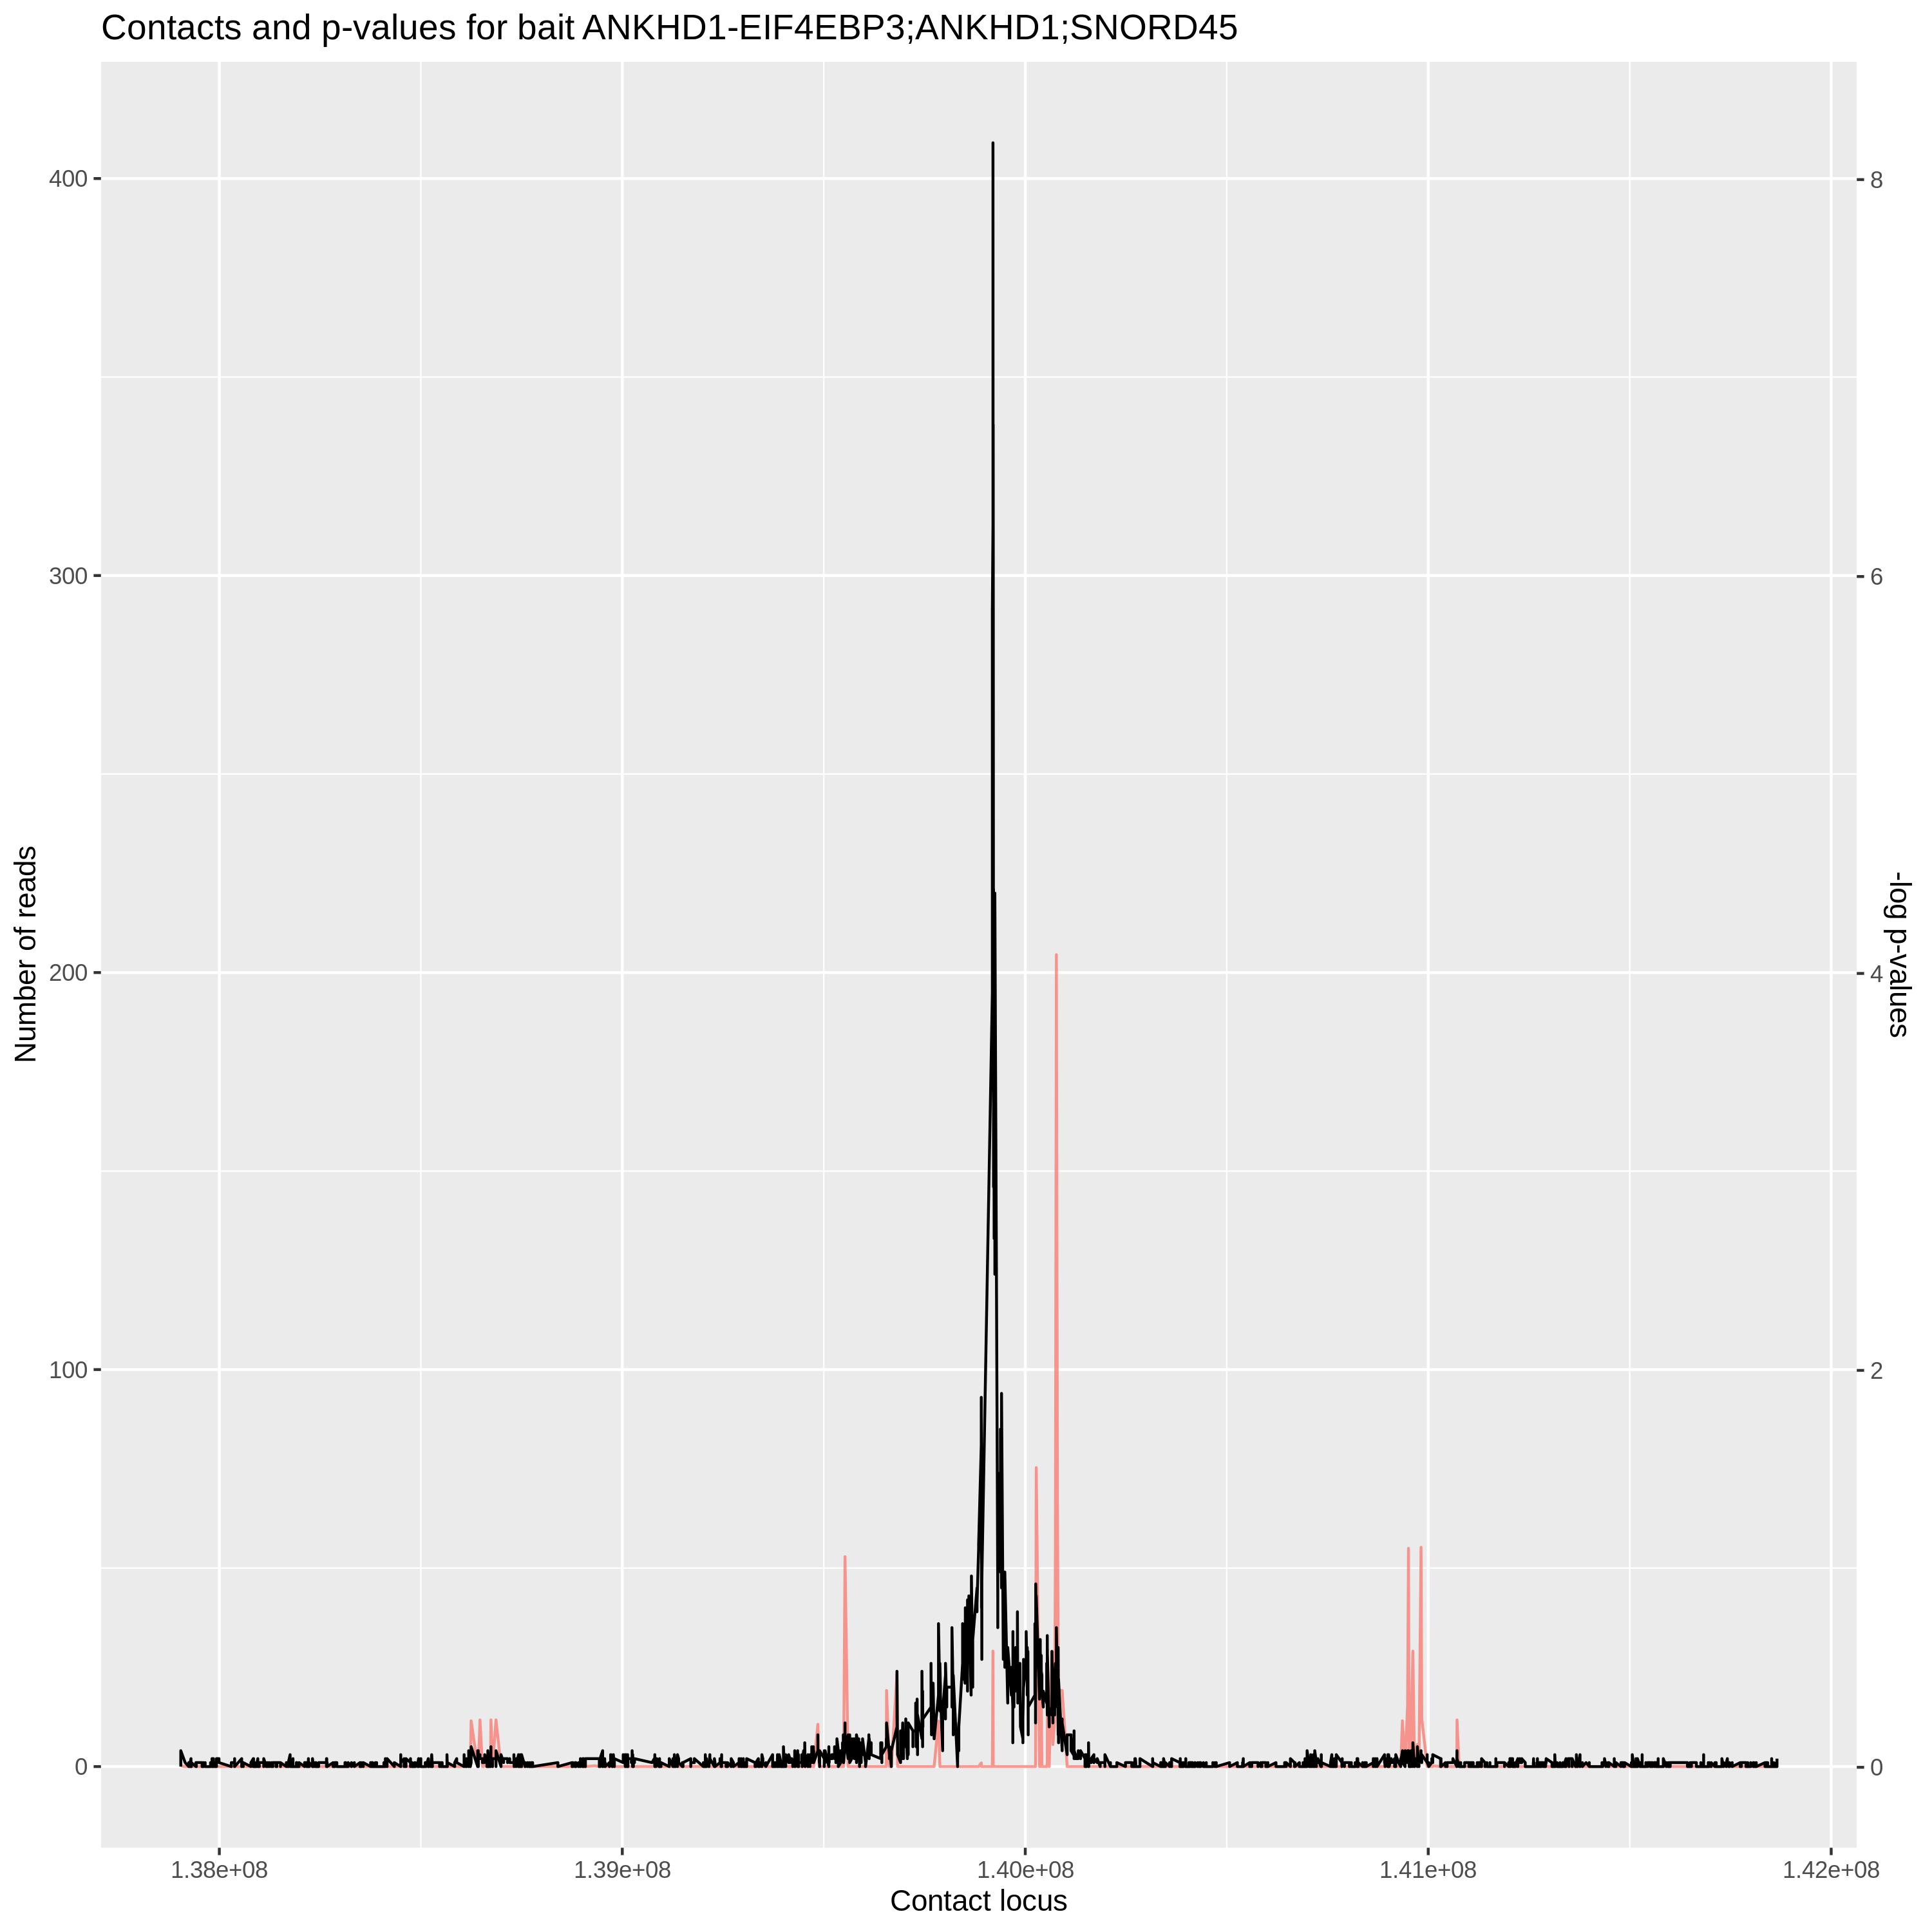 Contacts and p-values for bait ANKHD1-EIF4EBP3;ANKHD1;SNORD45
400
300
200
100
0
Number of reads
8
6
4
2
0
-log p-values
1.38e+08
1.39e+08
1.40e+08
1.41e+08
1.42e+08
Contact locus